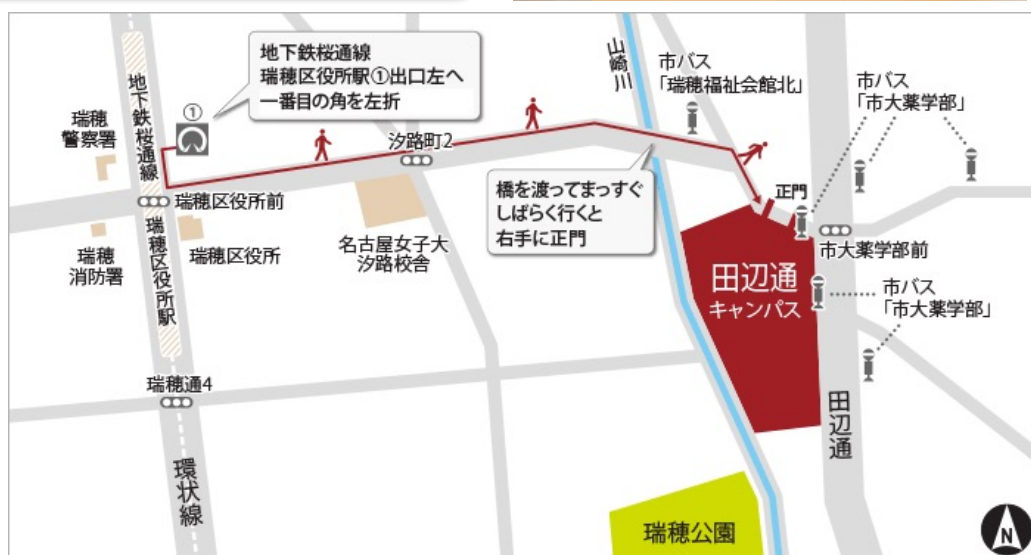 地下鉄桜通線
瑞穂区役所駅①出口左へ
一番目の角を左折
山崎川
市バス
「瑞穂福祉会館北」
市バス
「市大薬学部」
地下鉄桜通線
①
瑞穂
警察署
汐路町2
橋を渡ってまっすぐ
しばらく行くと
右手に正門
正門
瑞穂区役所前
瑞穂
消防署
瑞穂区役所
瑞穂区役所駅
名古屋女子大
汐路校舎
田辺通
キャンパス
市大薬学部前
市バス
「市大薬学部」
瑞穂通4
田辺通
環状線
瑞穂公園
N